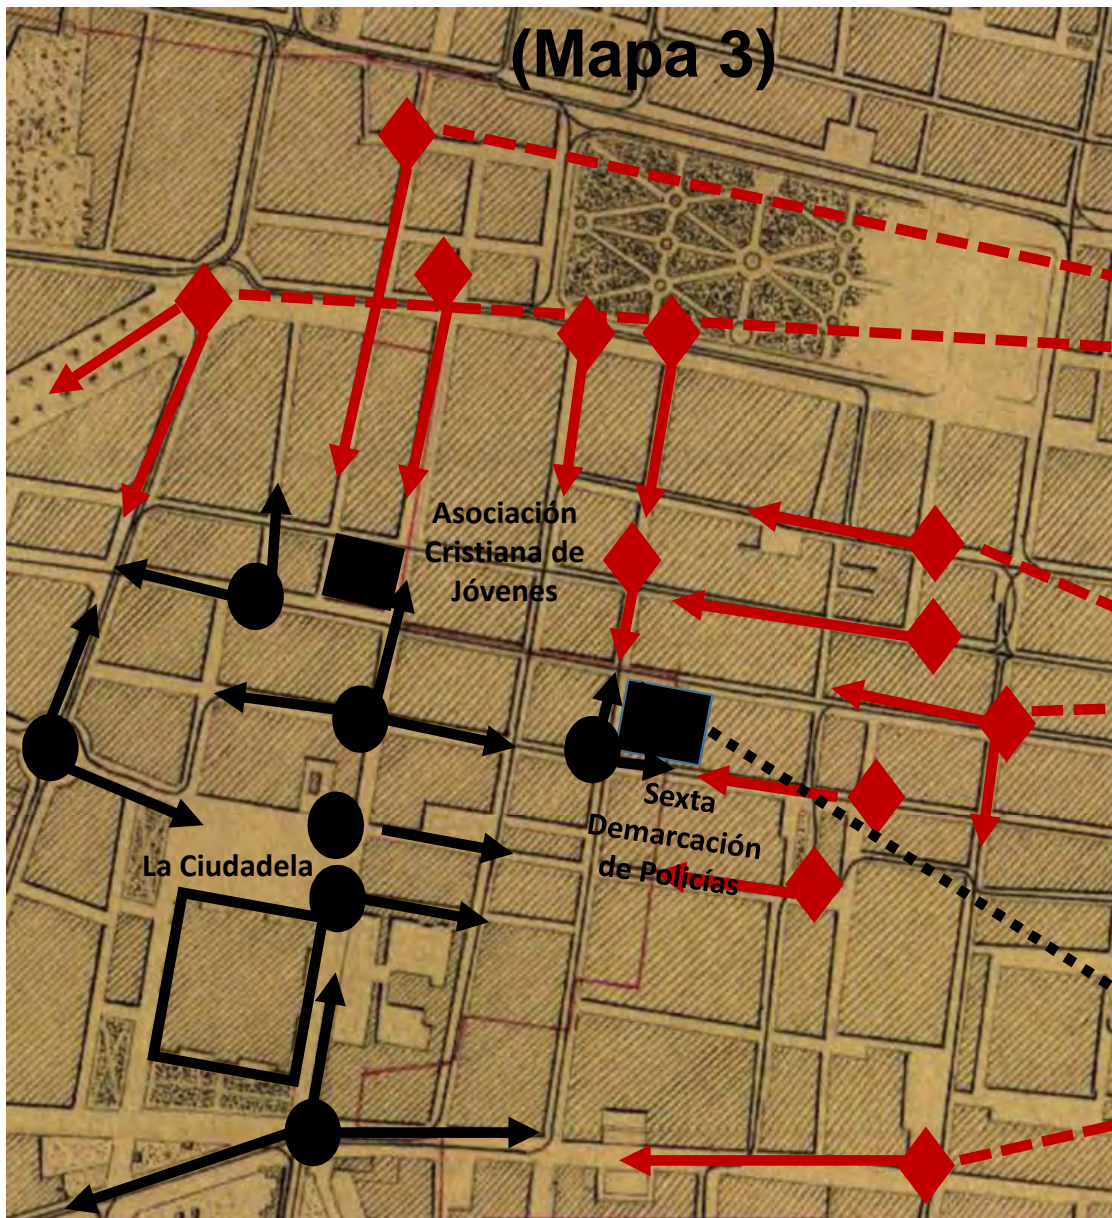 (Mapa 3)
Asociación
Cristiana de
Jóvenes
Sexta
Demarcación
de Policías
La Ciudadela